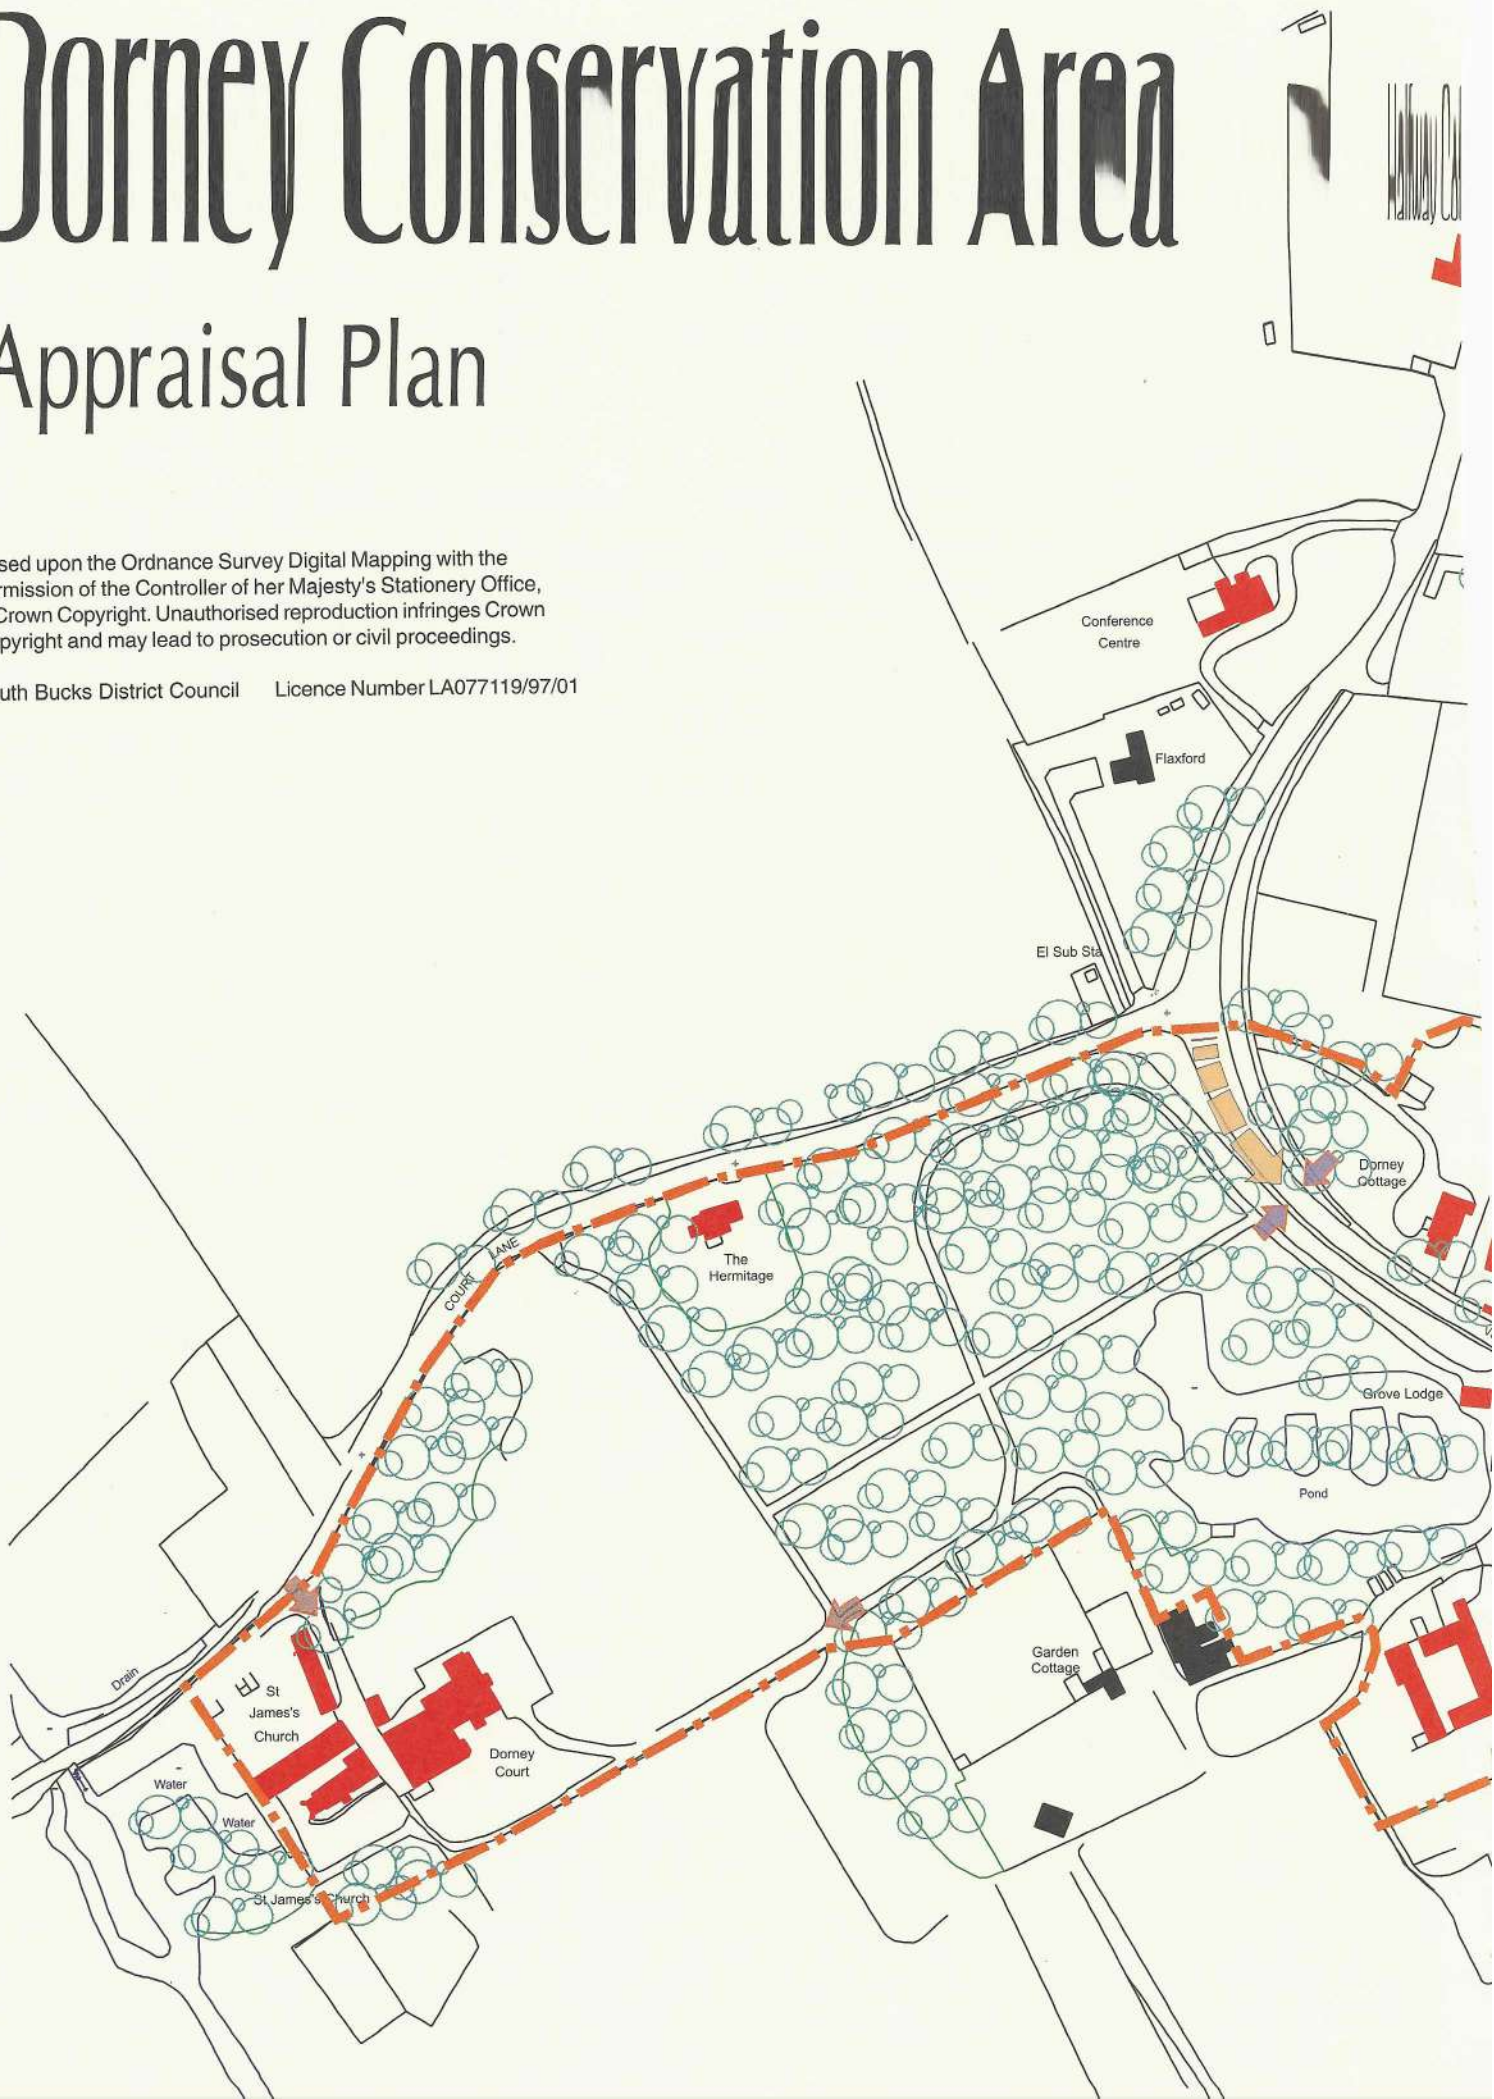 Dorney Conservation Area
Halfway Co
Appraisal Plan
sed upon the Ordnance Survey Digital Mapping with the
rmission of the Controller of her Majesty's Stationery Office,
Crown Copyright. Unauthorised reproduction infringes Crown
pyright and may lead to prosecution or civil proceedings.
uth Bucks District Council Licence Number LA077119/97/01
Conference
Centre
Flaxford
El Sub Sta
Dorney
Cottage
COURT LANE
The
Hermitage
Grove Lodge
Pond
Garden
Cottage
Drain
St
James's
Church
Dorney
Court
Water
Water
St James's Church